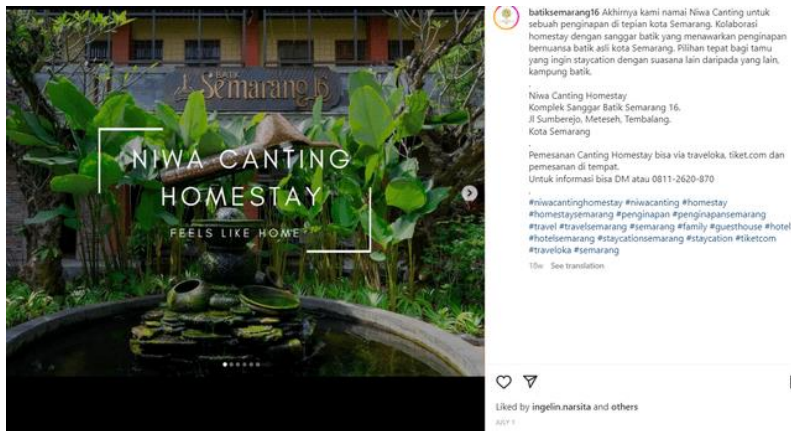 BATIK
Semarang 16
NIWA CANTING
HOMESTAY
FEELS LIKE HOME
batiksemarang16 Akhirnya kami namai Niwa Canting untuk
sebuah penginapan di tepian kota Semarang. Kolaborasi
homestay dengan sanggar batik yang menawarkan penginapan
bernuansa batik asli kota Semarang. Pilihan tepat bagi tamu
yang ingin staycation dengan suasana lain daripada yang lain,
kampung batik.
.
Niwa Canting Homestay
Komplek Sanggar Batik Semarang 16.
Jl Sumberejo, Meteseh, Tembalang.
Kota Semarang
.
Pemesanan Canting Homestay bisa via traveloka, tiket.com dan
pemesanan di tempat.
Untuk informasi bisa DM atau 0811-2620-870
.
#niwacantinghomestay #niwacanting #homestay
#homestaysemarang #penginapan #penginapansemarang
#travel #travelsemarang #semarang #family #guesthouse #hotel
#hotelsemarang #staycationsemarang #staycation #tiketcom
#traveloka #semarang
18w See translation
Liked by ingelin.narsita and others
JULY 1